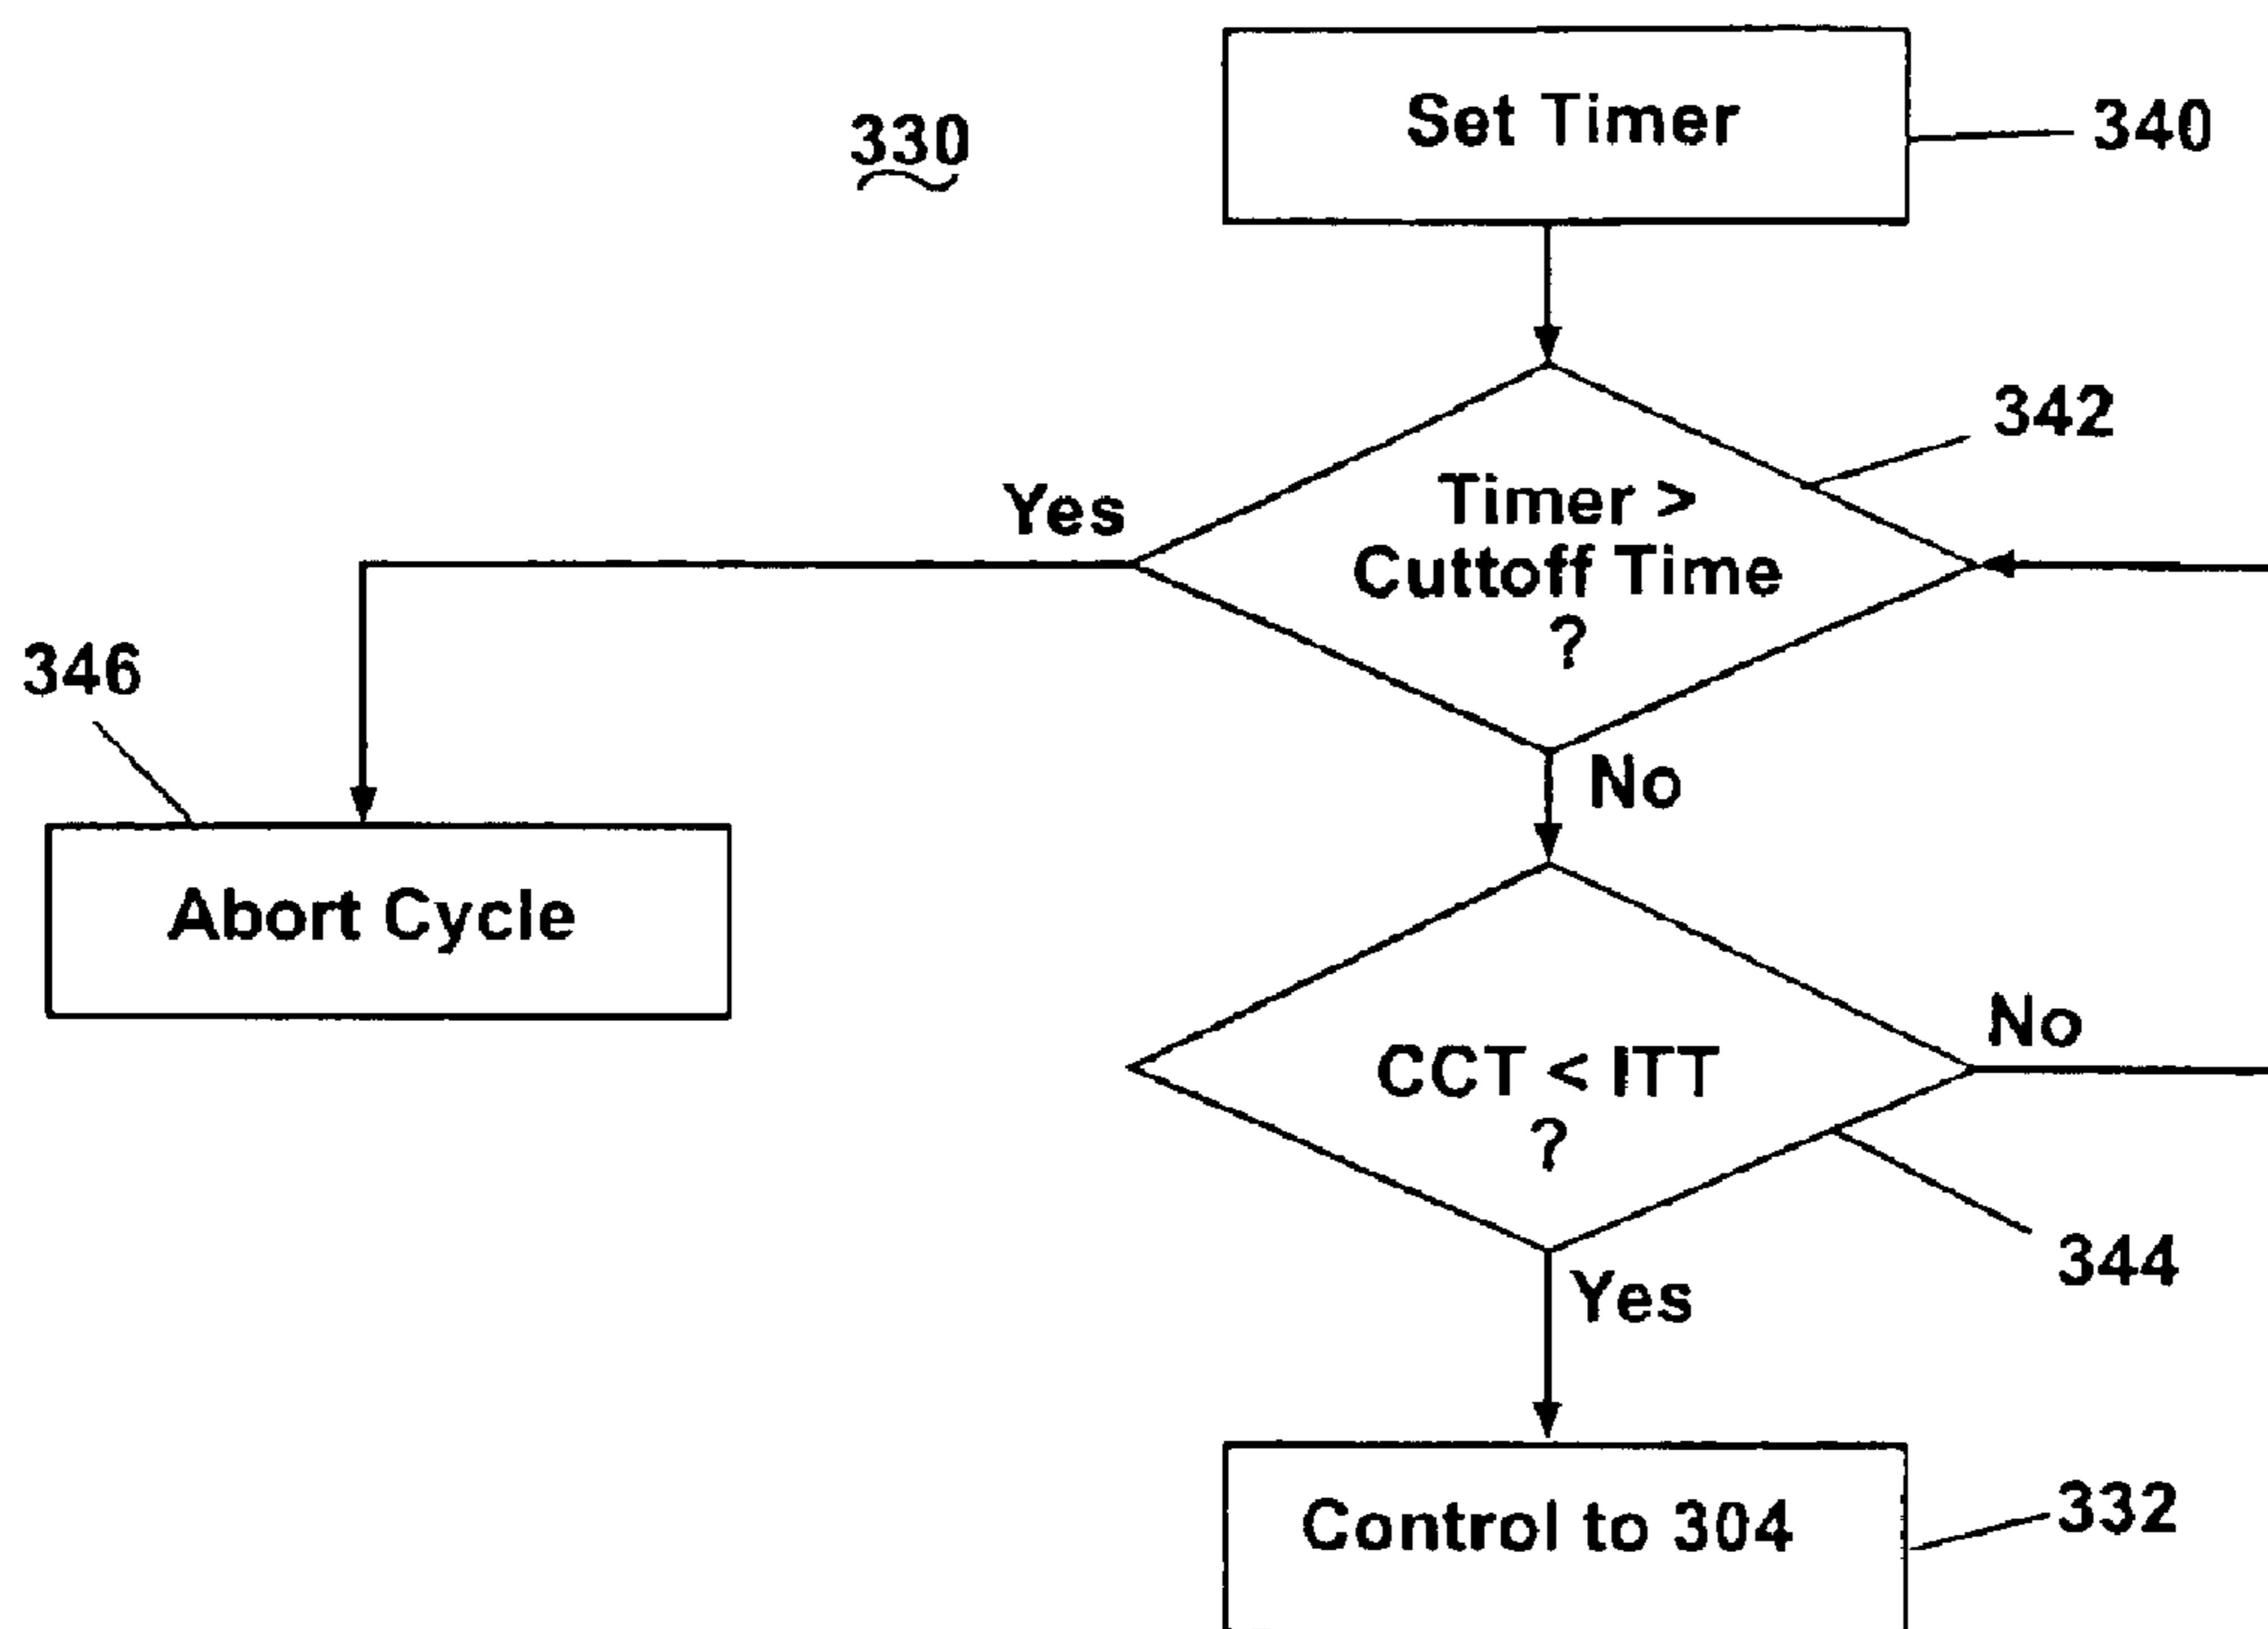 330
Set Timer
340
342
Yes
Timer >
Cuttoff Time
?
346
No
Abort Cycle
No
CCT < ITT
?
344
Yes
Control to 304
332